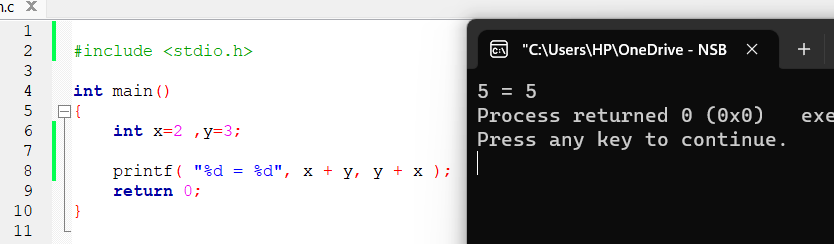 n.c X
1
2 #include <stdio.h>
3
4 int main()
5 {
6 int x=2 ,y=3;
7
8 printf( "%d = %d", x + y, y + x );
9 return 0;
10 }
11
"C:\Users\HP\OneDrive - NSB × +
5 = 5
Process returned 0 (0x0) exe
Press any key to continue.